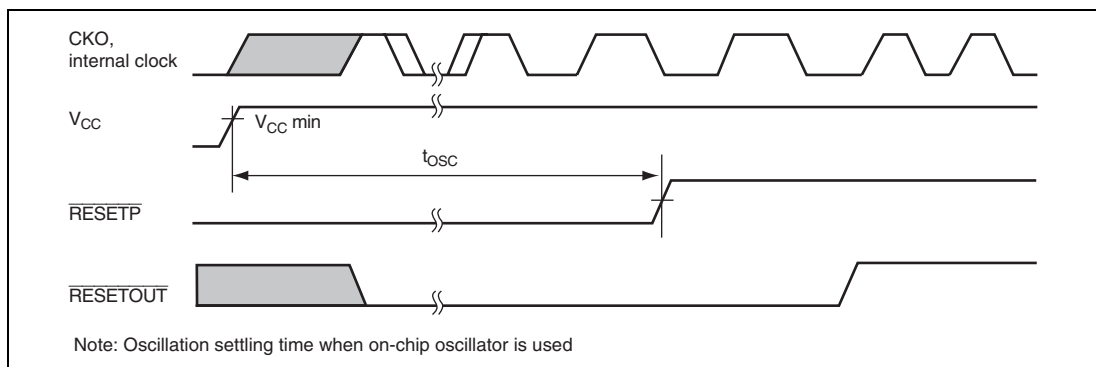 CKO,
internal clock
VCC
VCC min
tOSC
RESETP
RESETOUT
Note: Oscillation settling time when on-chip oscillator is used